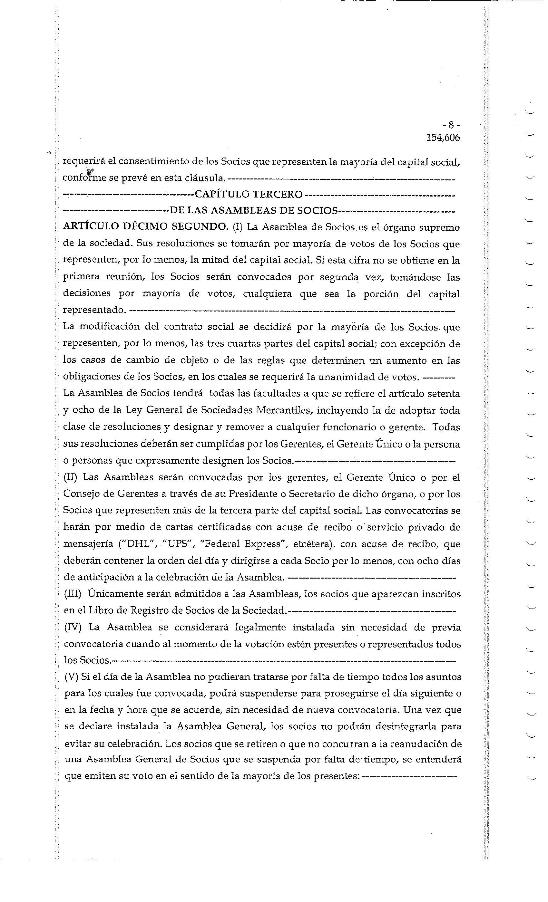 - 8 -
154,606
requerirá el consentimiento de los Socios que representen la mayoría del capital social,
conforme se prevé en esta cláusula. ----------
----------CAPÍTULO TERCERO ----------
----------DE LAS ASAMBLEAS DE SOCIOS----------
ARTÍCULO DÉCIMO SEGUNDO. (I) La Asamblea de Socios es el órgano supremo
de la sociedad. Sus resoluciones se tomarán por mayoría de votos de los Socios que
representen, por lo menos, la mitad del capital social. Si esta cifra no se obtiene en la
primera reunión, los Socios serán convocados por segunda vez, tomándose las
decisiones por mayoría de votos, cualquiera que sea la porción del capital
representado. ----------
La modificación del contrato social se decidirá por la mayoría de los Socios que
representen, por lo menos, las tres cuartas partes del capital social; con excepción de
los casos de cambio de objeto o de las reglas que determinen un aumento en las
obligaciones de los Socios, en los cuales se requerirá la unanimidad de votos. ----------
La Asamblea de Socios tendrá todas las facultades a que se refiere el artículo setenta
y ocho de la Ley General de Sociedades Mercantiles, incluyendo la de adoptar toda
clase de resoluciones y designar y remover a cualquier funcionario o gerente. Todas
sus resoluciones deberán ser cumplidas por los Gerentes, el Gerente Único o la persona
o personas que expresamente designen los Socios.----------
(II) Las Asambleas serán convocadas por los gerentes, el Gerente Único o por el
Consejo de Gerentes a través de su Presidente o Secretario de dicho órgano, o por los
Socios que representen más de la tercera parte del capital social. Las convocatorias se
harán por medio de cartas certificadas con acuse de recibo o servicio privado de
mensajería ("DHL", "UPS", "Federal Express", etcétera), con acuse de recibo, que
deberán contener la orden del día y dirigirse a cada Socio por lo menos, con ocho días
de anticipación a la celebración de la Asamblea. ----------
(III) Únicamente serán admitidos a las Asambleas, los socios que aparezcan inscritos
en el Libro de Registro de Socios de la Sociedad.----------
(IV) La Asamblea se considerará legalmente instalada sin necesidad de previa
convocatoria cuando al momento de la votación estén presentes o representados todos
los Socios.----------
(V) Si el día de la Asamblea no pudieran tratarse por falta de tiempo todos los asuntos
para los cuales fue convocada, podrá suspenderse para proseguirse el día siguiente o
en la fecha y hora que se acuerde, sin necesidad de nueva convocatoria. Una vez que
se declare instalada la Asamblea General, los socios no podrán desintegrarla para
evitar su celebración. Los socios que se retiren o que no concurran a la reanudación de
una Asamblea General de Socios que se suspenda por falta de tiempo, se entenderá
que emiten su voto en el sentido de la mayoría de los presentes: ----------